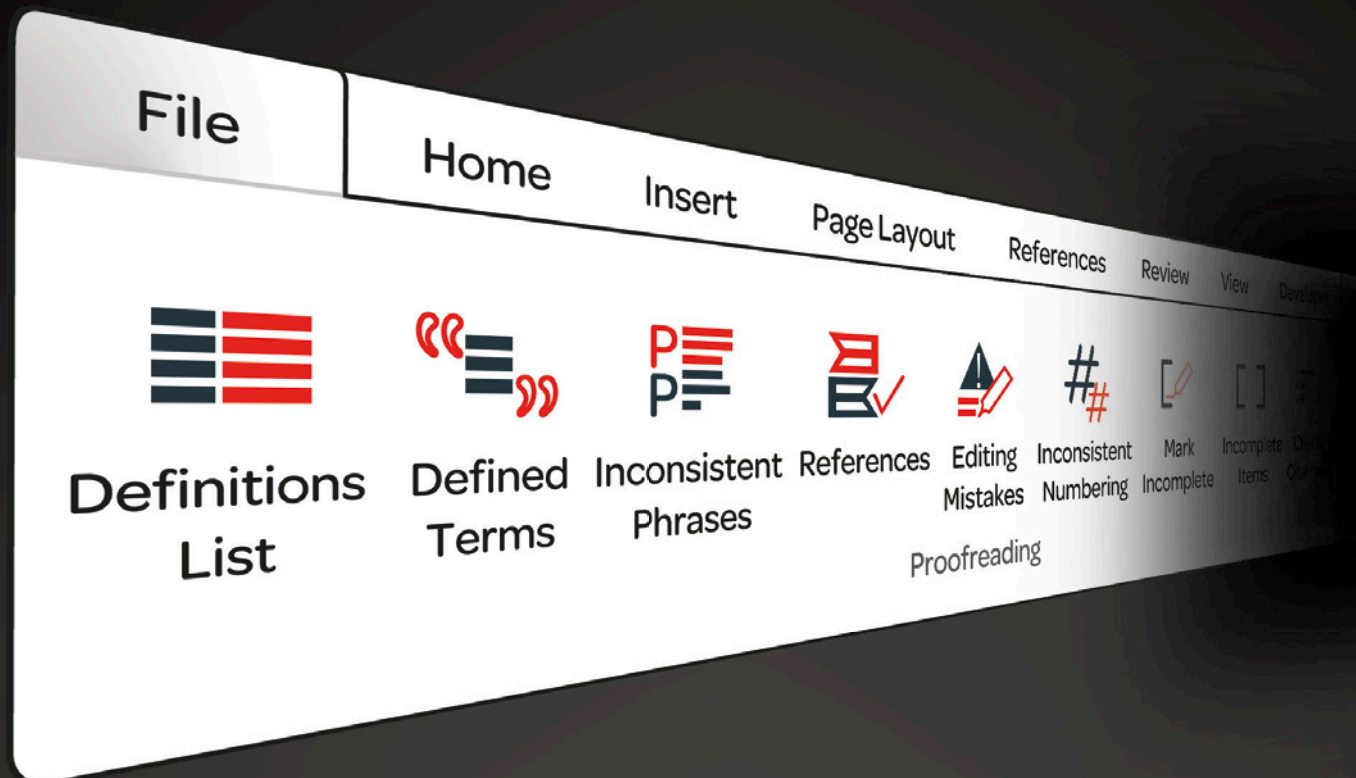 File
Home
Insert
Page Layout
References
Review
View
Definitions
List
Defined
Terms
Inconsistent
Phrases
References
Editing
Mistakes
Inconsistent
Numbering
Mark
Incomplete
Incomplete
Items
Proofreading